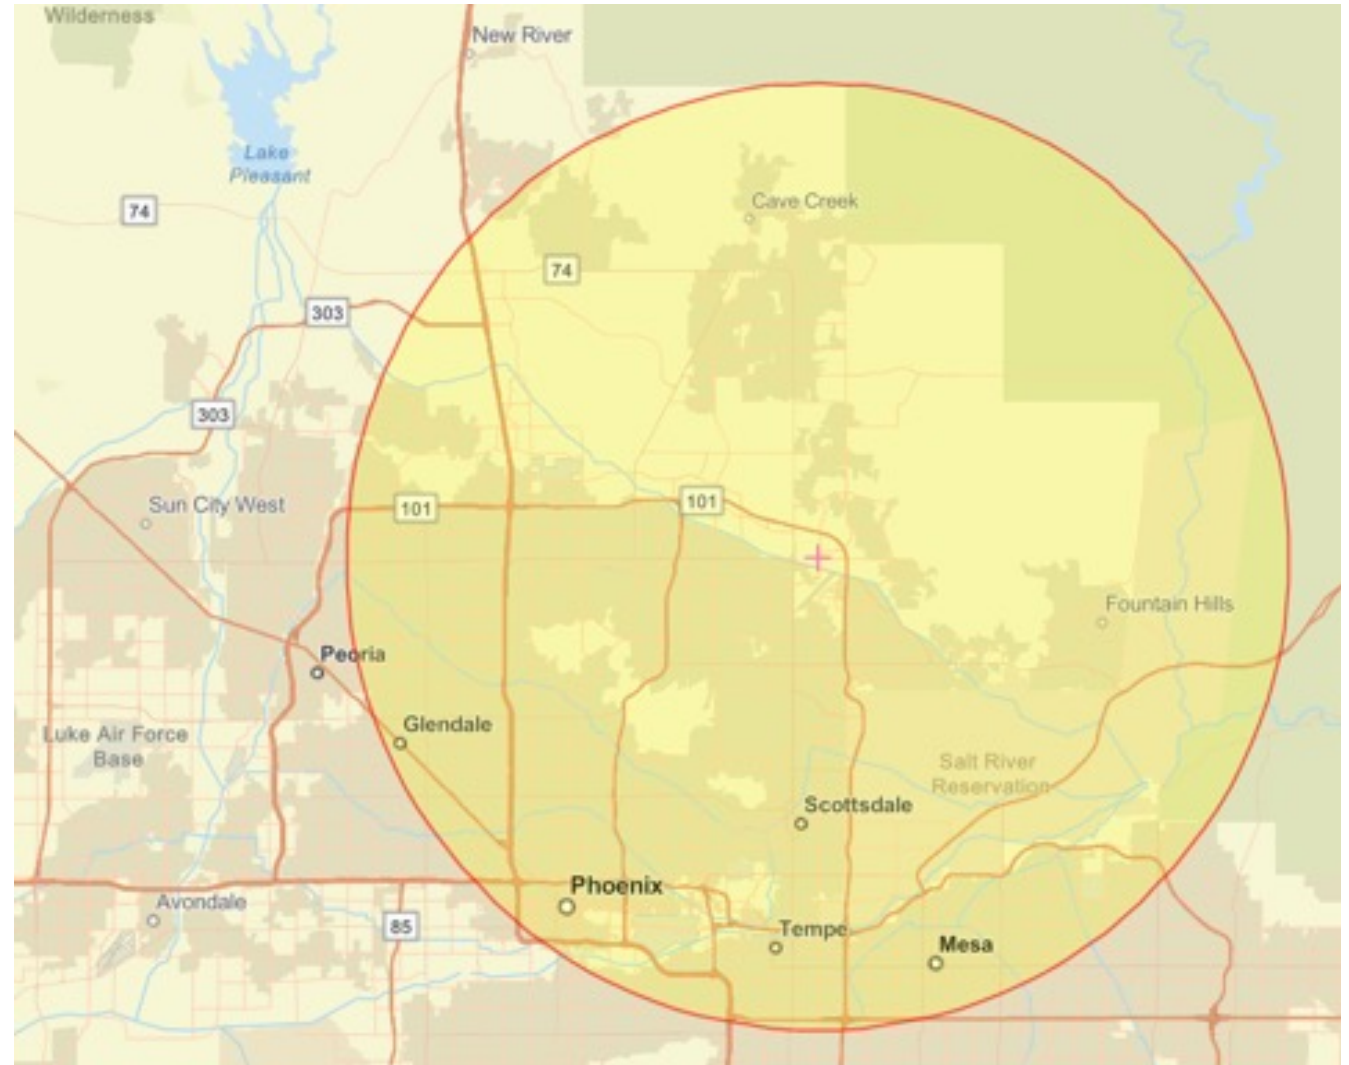 Wilderness
New River
Lake
Pleasant
74
Cave Creek
74
303
303
Sun City West
101
101
Fountain Hills
Peoria
Glendale
Luke Air Force
Base
Salt River
Reservation
Scottsdale
Phoenix
Avondale
85
Tempe
Mesa